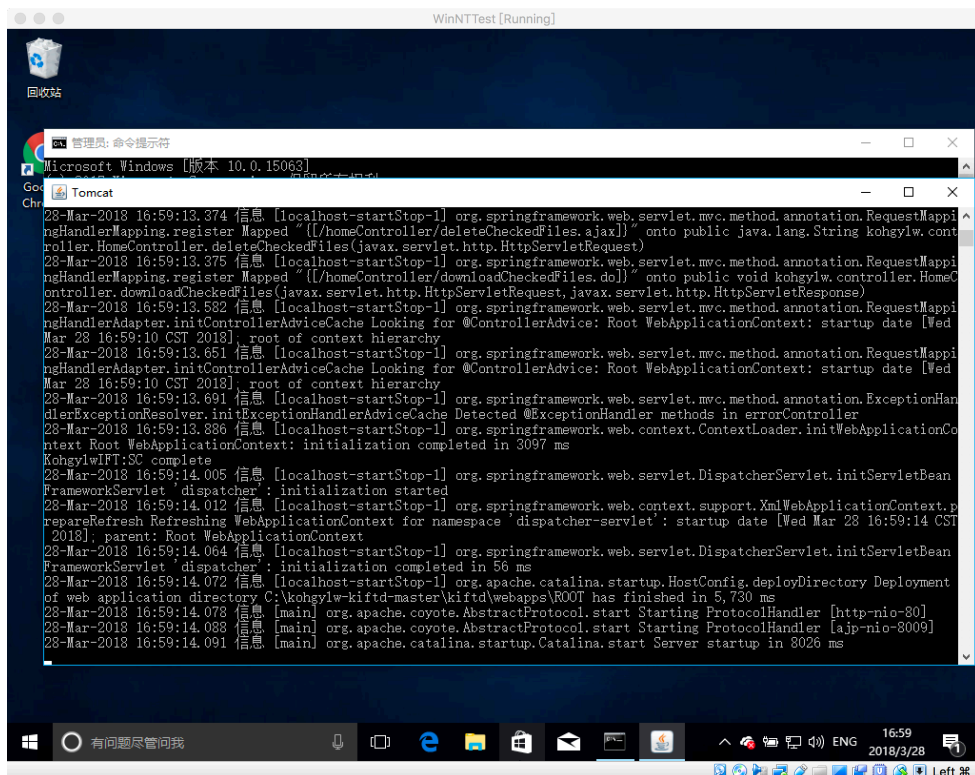 WinNTTest [Running]
回收站
管理员: 命令提示符
Microsoft Windows [版本 10.0.15063]
Goo
Chr
Tomcat
28-Mar-2018 16:59:13.374 信息 [localhost-startStop-1] org.springframework.web.servlet.mvc.method.annotation.RequestMappi
ngHandlerMapping.register Mapped "{[/homeController/deleteCheckedFiles.ajax]}" onto public java.lang.String kohgylw.cont
roller.HomeController.deleteCheckedFiles(javax.servlet.http.HttpServletRequest)
28-Mar-2018 16:59:13.375 信息 [localhost-startStop-1] org.springframework.web.servlet.mvc.method.annotation.RequestMappi
ngHandlerMapping.register Mapped "{[/homeController/downloadCheckedFiles.do]}" onto public void kohgylw.controller.HomeC
ontroller.downloadCheckedFiles(javax.servlet.http.HttpServletRequest,javax.servlet.http.HttpServletResponse)
28-Mar-2018 16:59:13.582 信息 [localhost-startStop-1] org.springframework.web.servlet.mvc.method.annotation.RequestMappi
ngHandlerAdapter.initControllerAdviceCache Looking for @ControllerAdvice: Root WebApplicationContext: startup date [Wed
Mar 28 16:59:10 CST 2018]; root of context hierarchy
28-Mar-2018 16:59:13.651 信息 [localhost-startStop-1] org.springframework.web.servlet.mvc.method.annotation.RequestMappi
ngHandlerAdapter.initControllerAdviceCache Looking for @ControllerAdvice: Root WebApplicationContext: startup date [Wed
Mar 28 16:59:10 CST 2018]; root of context hierarchy
28-Mar-2018 16:59:13.691 信息 [localhost-startStop-1] org.springframework.web.servlet.mvc.method.annotation.ExceptionHan
dlerExceptionResolver.initExceptionHandlerAdviceCache Detected @ExceptionHandler methods in errorController
28-Mar-2018 16:59:13.886 信息 [localhost-startStop-1] org.springframework.web.context.ContextLoader.initWebApplicationCo
ntext Root WebApplicationContext: initialization completed in 3097 ms
KohgylwIFT:SC complete
28-Mar-2018 16:59:14.005 信息 [localhost-startStop-1] org.springframework.web.servlet.DispatcherServlet.initServletBean
FrameworkServlet 'dispatcher': initialization started
28-Mar-2018 16:59:14.012 信息 [localhost-startStop-1] org.springframework.web.context.support.XmlWebApplicationContext.p
repareRefresh Refreshing WebApplicationContext for namespace 'dispatcher-servlet': startup date [Wed Mar 28 16:59:14 CST
2018]; parent: Root WebApplicationContext
28-Mar-2018 16:59:14.064 信息 [localhost-startStop-1] org.springframework.web.servlet.DispatcherServlet.initServletBean
FrameworkServlet 'dispatcher': initialization completed in 56 ms
28-Mar-2018 16:59:14.072 信息 [localhost-startStop-1] org.apache.catalina.startup.HostConfig.deployDirectory Deployment
of web application directory C:\kohgylw-kiftd-master\kiftd\webapps\ROOT has finished in 5,730 ms
28-Mar-2018 16:59:14.078 信息 [main] org.apache.coyote.AbstractProtocol.start Starting ProtocolHandler [http-nio-80]
28-Mar-2018 16:59:14.088 信息 [main] org.apache.coyote.AbstractProtocol.start Starting ProtocolHandler [ajp-nio-8009]
28-Mar-2018 16:59:14.091 信息 [main] org.apache.catalina.startup.Catalina.start Server startup in 8026 ms
有问题尽管问我
ENG
16:59
2018/3/28
1
Left ⌘